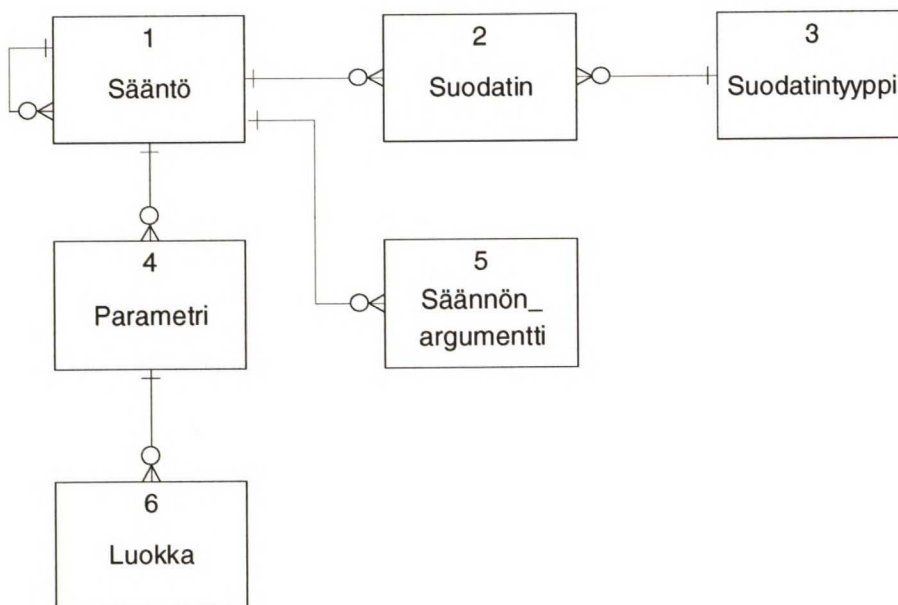 1
Sääntö
2
Suodatin
3
Suodatintyyppi
4
Parametri
5
Säännön_
argumentti
6
Luokka